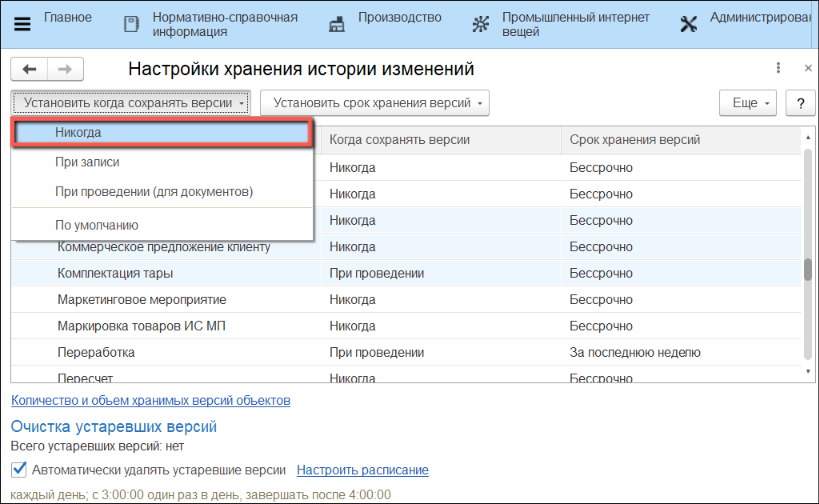 Главное
Нормативно-справочная
информация
Производство
Промышленный интернет
вещей
Настройки хранения истории изменений
Установить когда сохранять версии
Установить срок хранения версий
Еще
?
Никогда
При записи
При проведении (для документов)
По умолчанию
Когда сохранять версии Срок хранения версий
Никогда Бессрочно
Никогда Бессрочно
Никогда Бессрочно
Коммерческое предложение клиенту Никогда Бессрочно
Комплектация тары При проведении Бессрочно
Маркетинговое мероприятие Никогда Бессрочно
Маркировка товаров ИС МП Никогда Бессрочно
Переработка При проведении За последнюю неделю
Пересчет Никогда Бессрочно
Количество и объем хранимых версий объектов
Очистка устаревших версий
Всего устаревших версий: нет
Автоматически удалять устаревшие версии Настроить расписание
каждый день; с 3:00:00 один раз в день, завершать после 4:00:00